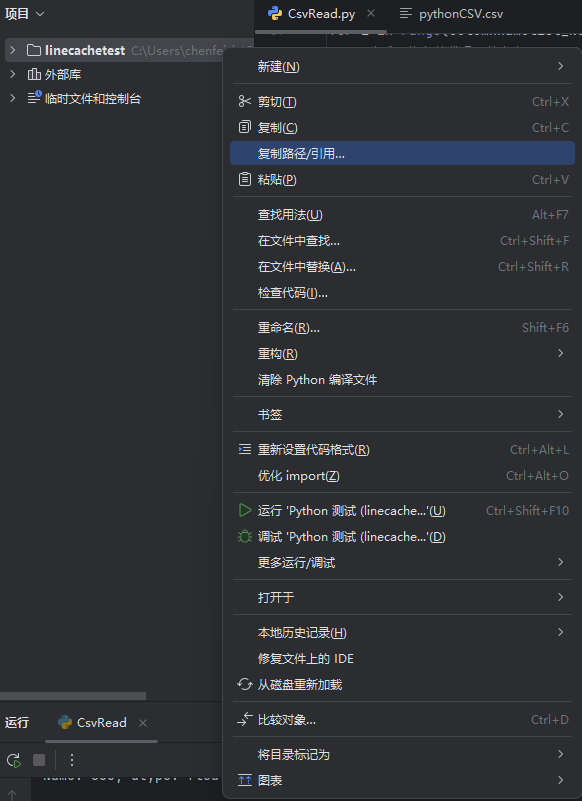 项目
CsvRead.py
pythonCSV.csv
linecachetest
外部库
临时文件和控制台
新建(N)
剪切(T) Ctrl+X
复制(C) Ctrl+C
复制路径/引用...
粘贴(P) Ctrl+V
查找用法(U) Alt+F7
在文件中查找... Ctrl+Shift+F
在文件中替换(A)... Ctrl+Shift+R
检查代码(I)...
重命名(R)... Shift+F6
重构(R)
清除 Python 编译文件
书签
重新设置代码格式(R) Ctrl+Alt+L
优化 import(Z) Ctrl+Alt+O
运行 'Python 测试 (linecache...'(U) Ctrl+Shift+F10
调试 'Python 测试 (linecache...'(D)
更多运行/调试
打开于
本地历史记录(H)
修复文件上的 IDE
从磁盘重新加载
比较对象... Ctrl+D
将目录标记为
图表
运行
CsvRead